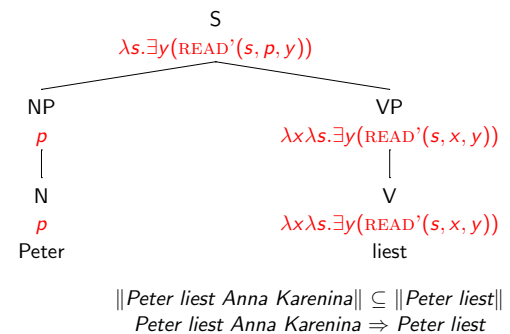 S
λs.∃y(READ’(s, p, y))
NP VP
p λxλs.∃y(READ’(s, x, y))
N V
p λxλs.∃y(READ’(s, x, y))
Peter liest
‖Peter liest Anna Karenina‖ ⊆ ‖Peter liest‖
Peter liest Anna Karenina ⇒ Peter liest